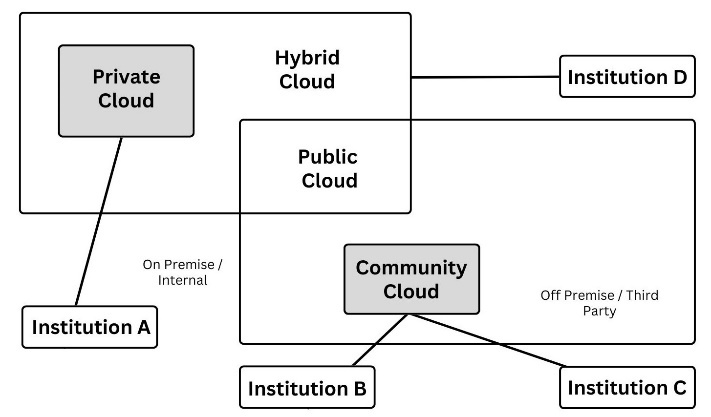 Private
Cloud
Hybrid
Cloud
Institution D
Public
Cloud
On Premise /
Internal
Community
Cloud
Off Premise / Third
Party
Institution A
Institution B
Institution C